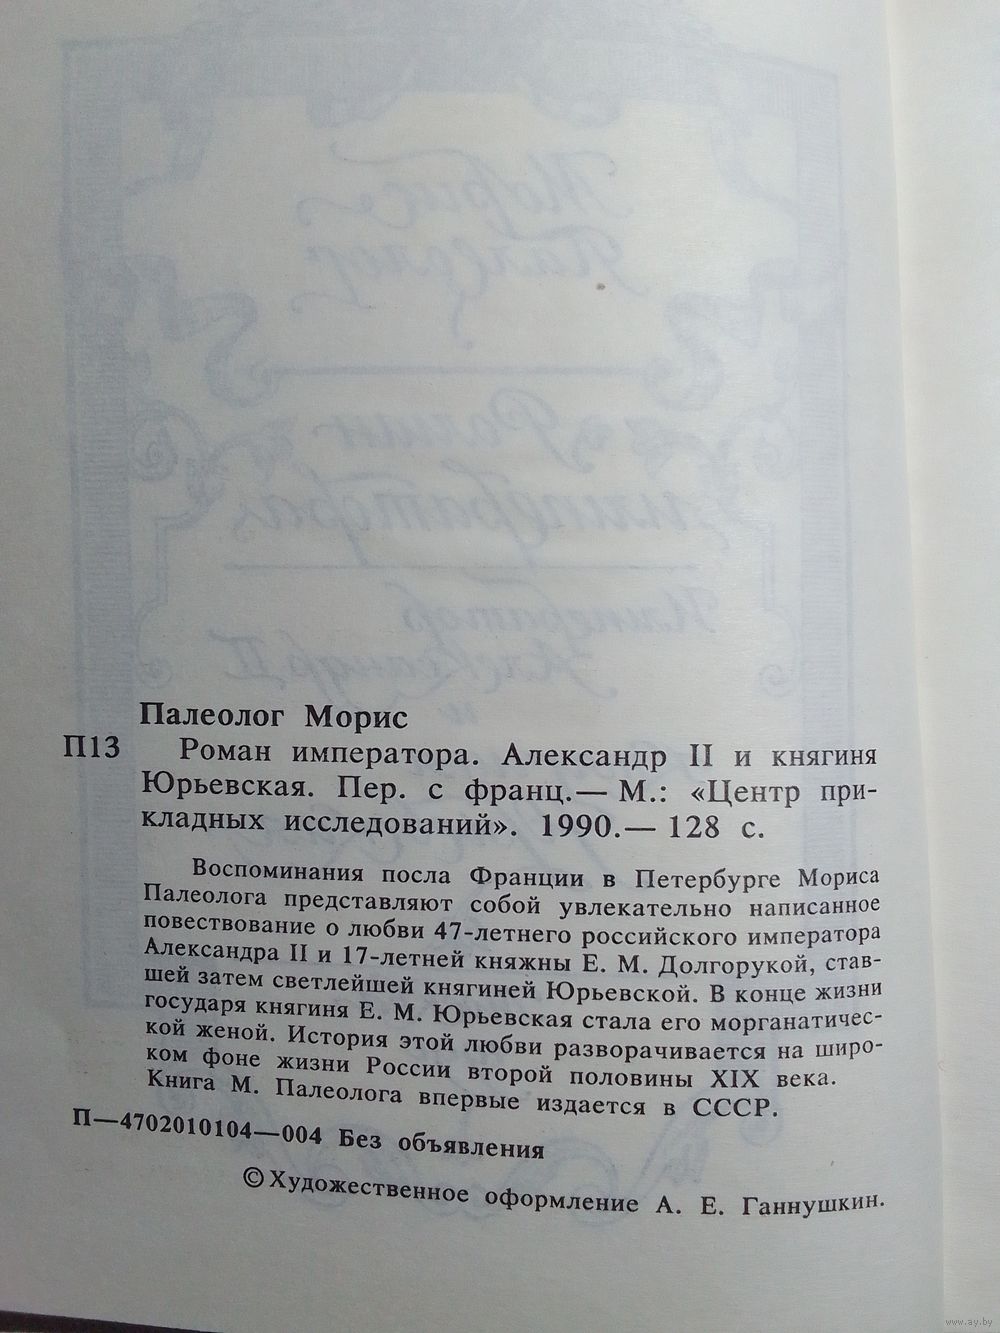 Палеолог Морис
П13 Роман императора. Александр II и княгиня
Юрьевская. Пер. с франц.— М.: «Центр при-
кладных исследований». 1990.— 128 с.
Воспоминания посла Франции в Петербурге Мориса
Палеолога представляют собой увлекательно написанное
повествование о любви 47-летнего российского императора
Александра II и 17-летней княжны Е. М. Долгорукой, став-
шей затем светлейшей княгиней Юрьевской. В конце жизни
государя княгиня Е. М. Юрьевская стала его морганатичес-
кой женой. История этой любви разворачивается на широ-
ком фоне жизни России второй половины XIX века.
Книга М. Палеолога впервые издается в СССР.
П—4702010104—004 Без объявления
© Художественное оформление А. Е. Ганнушкин.
www.ay.by